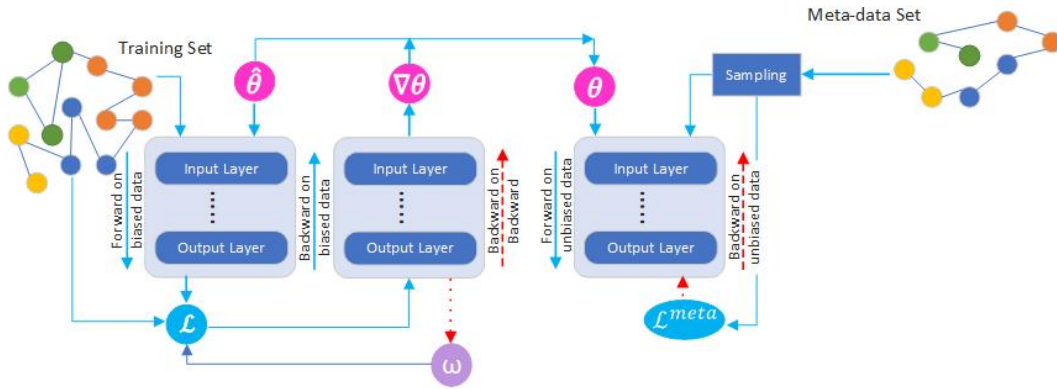 Training Set
Meta-data Set
θ̂
∇θ
θ
Sampling
Forward on
biased data
Input Layer
......
Output Layer
Backward on
biased data
Input Layer
......
Output Layer
Backward on
Backward
Forward on
unbiased data
Input Layer
......
Output Layer
Backward on
unbiased data
ℒ
ℒ^meta
ω